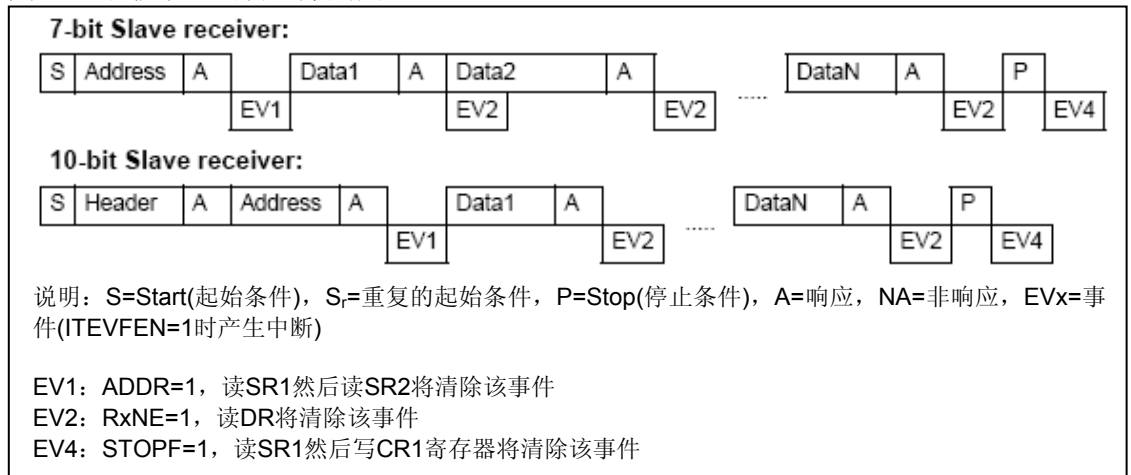 7-bit Slave receiver:
S Address A Data1 A Data2 A ..... DataN A P
EV1 EV2 EV2 EV2 EV4
10-bit Slave receiver:
S Header A Address A Data1 A ..... DataN A P
EV1 EV2 EV2 EV4
说明：S=Start(起始条件)，Sr=重复的起始条件，P=Stop(停止条件)，A=响应，NA=非响应，EVx=事
件(ITEVFEN=1时产生中断)
EV1：ADDR=1，读SR1然后读SR2将清除该事件
EV2：RxNE=1，读DR将清除该事件
EV4：STOPF=1，读SR1然后写CR1寄存器将清除该事件